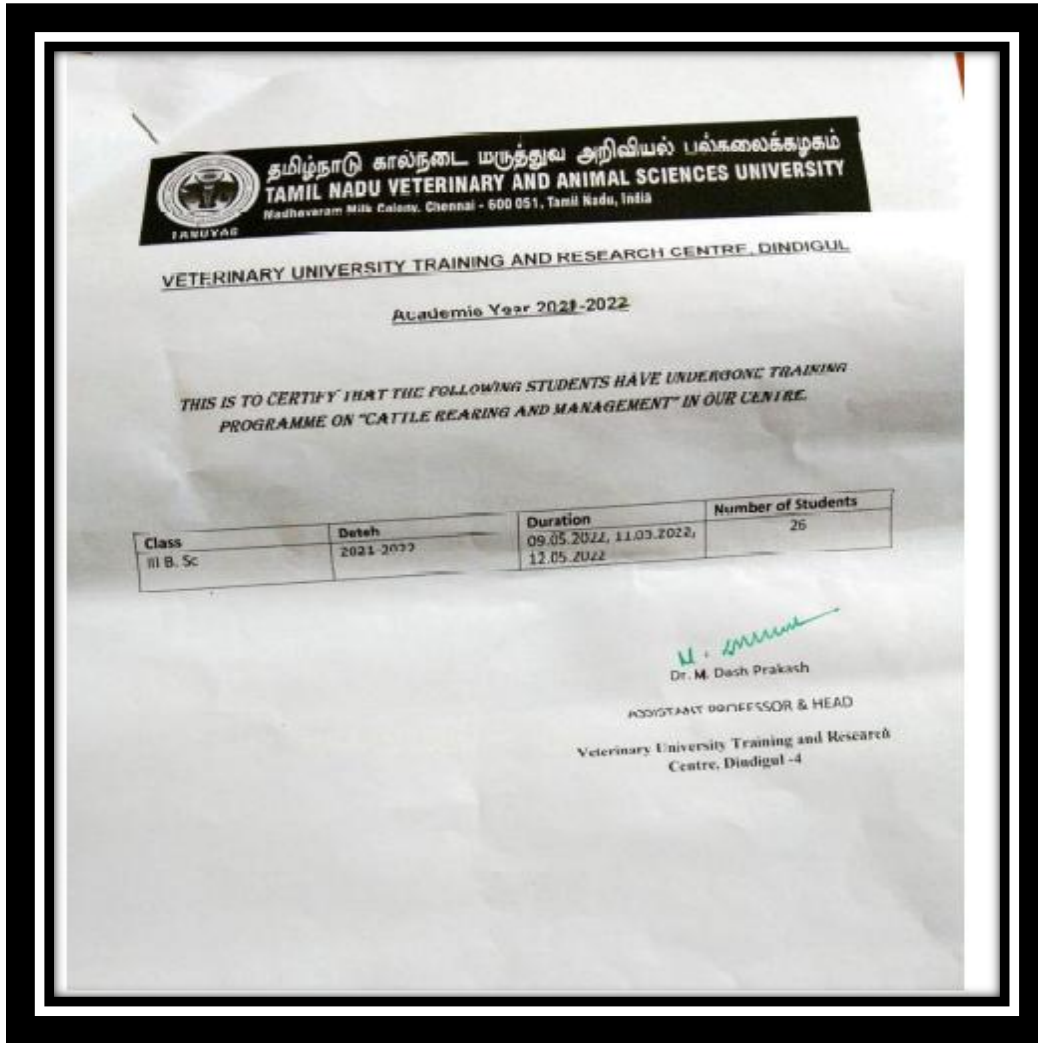 தமிழ்நாடு கால்நடை மருத்துவ அறிவியல் பல்கலைக்கழகம்
TAMIL NADU VETERINARY AND ANIMAL SCIENCES UNIVERSITY
Madhavaram Milk Colony, Chennai - 600 051, Tamil Nadu, India
TANUVAS
VETERINARY UNIVERSITY TRAINING AND RESEARCH CENTRE, DINDIGUL
Academic Year 2021-2022
THIS IS TO CERTIFY THAT THE FOLLOWING STUDENTS HAVE UNDERGONE TRAINING
PROGRAMME ON "CATTLE REARING AND MANAGEMENT" IN OUR CENTRE.
Class Dateh Duration Number of Students
III B. Sc 2021-2022 09.05.2022, 11.05.2022, 26
12.05.2022
M.
Dr. M. Dash Prakash
ASSISTANT PROFESSOR & HEAD
Veterinary University Training and Research
Centre, Dindigul -4